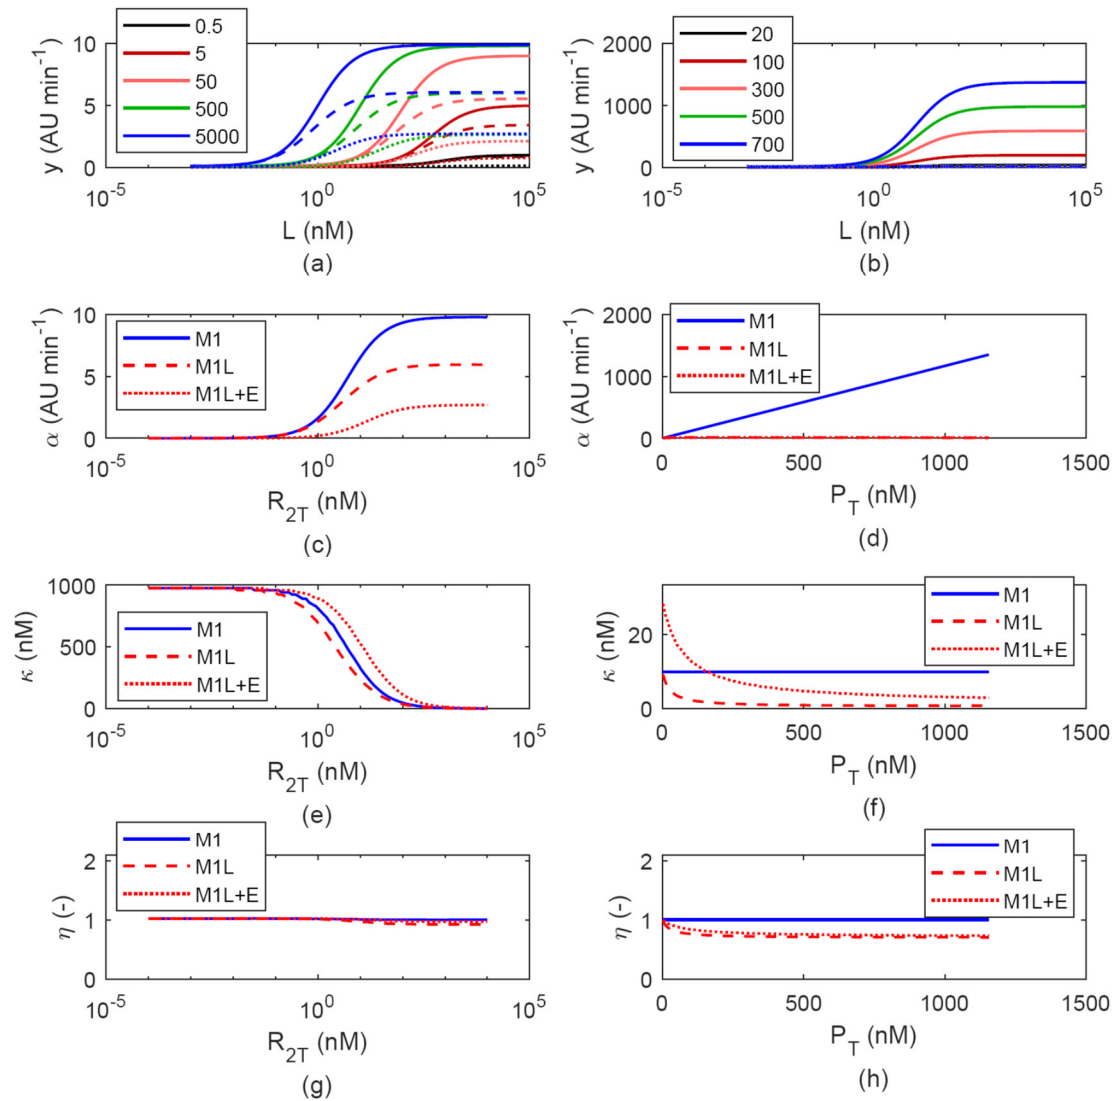 0.5
5
50
500
5000
10
5
0
y (AU min-1)
10-5
100
105
L (nM)
(a)
20
100
300
500
700
2000
1000
0
y (AU min-1)
10-5
100
105
L (nM)
(b)
M1
M1L
M1L+E
10
5
0
α (AU min-1)
10-5
100
105
R2T (nM)
(c)
M1
M1L
M1L+E
2000
1000
0
α (AU min-1)
0
500
1000
1500
PT (nM)
(d)
M1
M1L
M1L+E
1000
500
0
κ (nM)
10-5
100
105
R2T (nM)
(e)
M1
M1L
M1L+E
20
0
κ (nM)
0
500
1000
1500
PT (nM)
(f)
M1
M1L
M1L+E
2
1
0
η (-)
10-5
100
105
R2T (nM)
(g)
M1
M1L
M1L+E
2
1
0
η (-)
0
500
1000
1500
PT (nM)
(h)